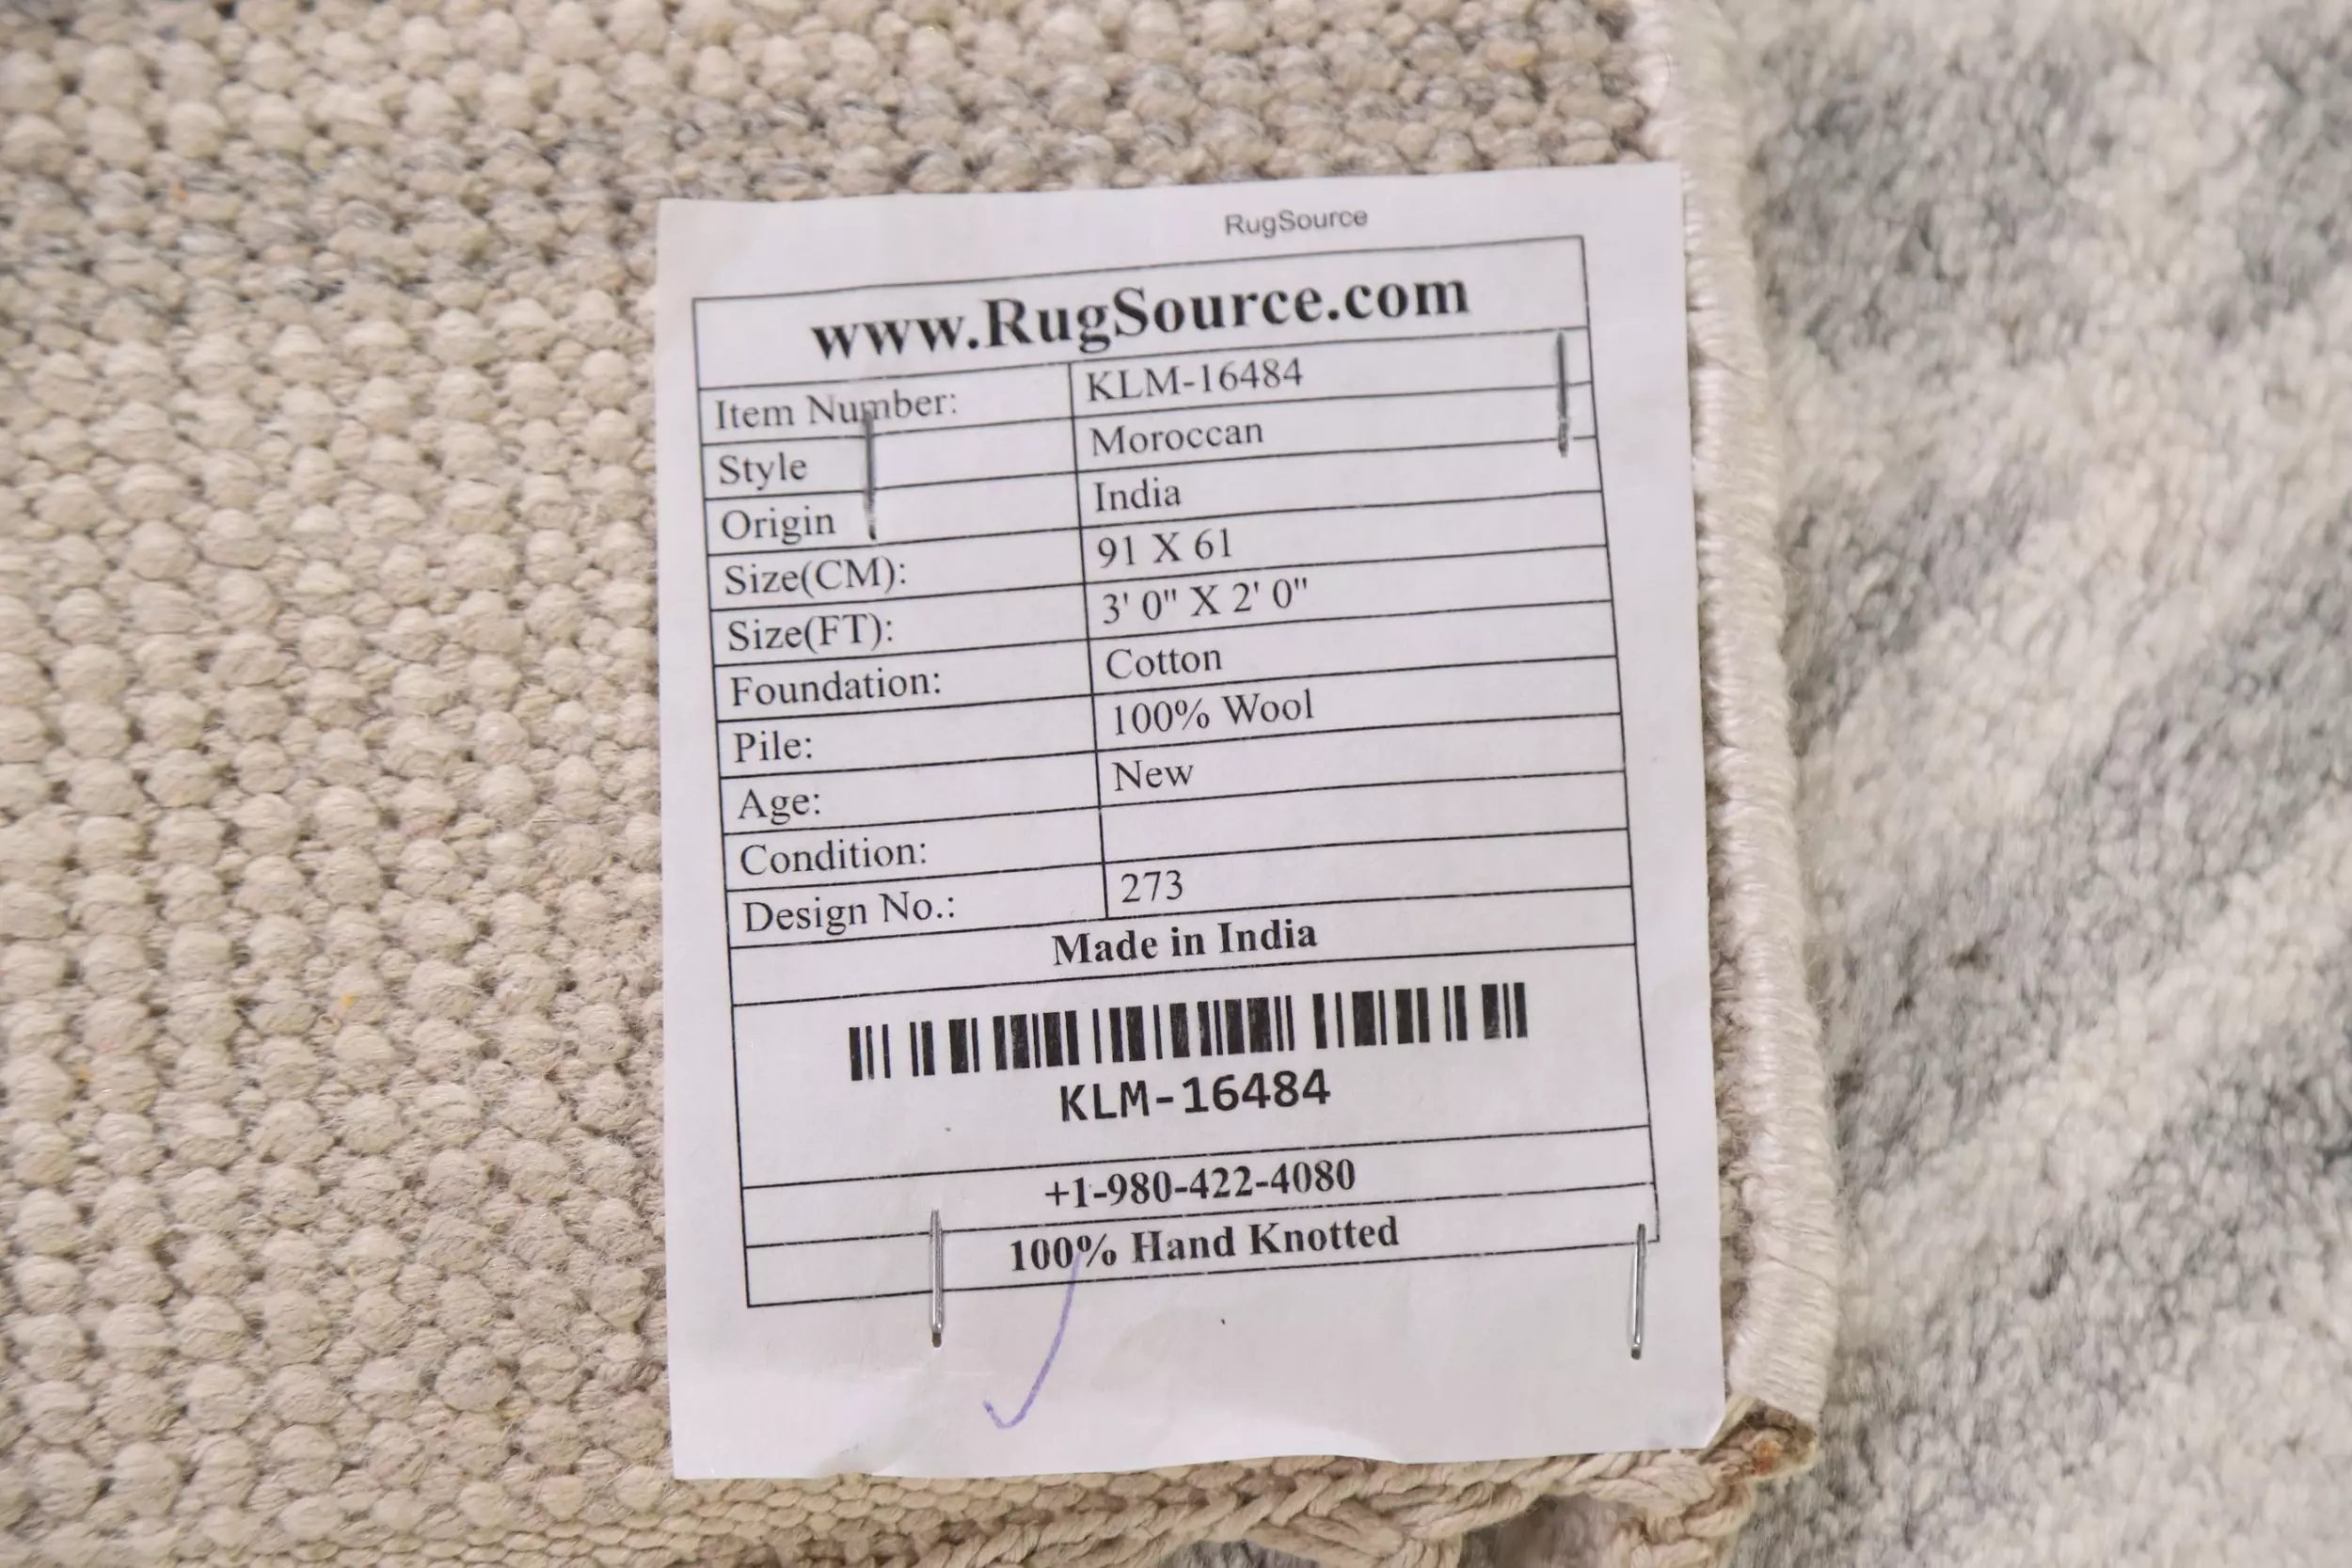 RugSource
www.RugSource.com
Item Number: KLM-16484
Style Moroccan
Origin India
Size(CM): 91 X 61
Size(FT): 3' 0" X 2' 0"
Foundation: Cotton
Pile: 100% Wool
Age: New
Condition:
Design No.: 273
Made in India
KLM-16484
+1-980-422-4080
100% Hand Knotted